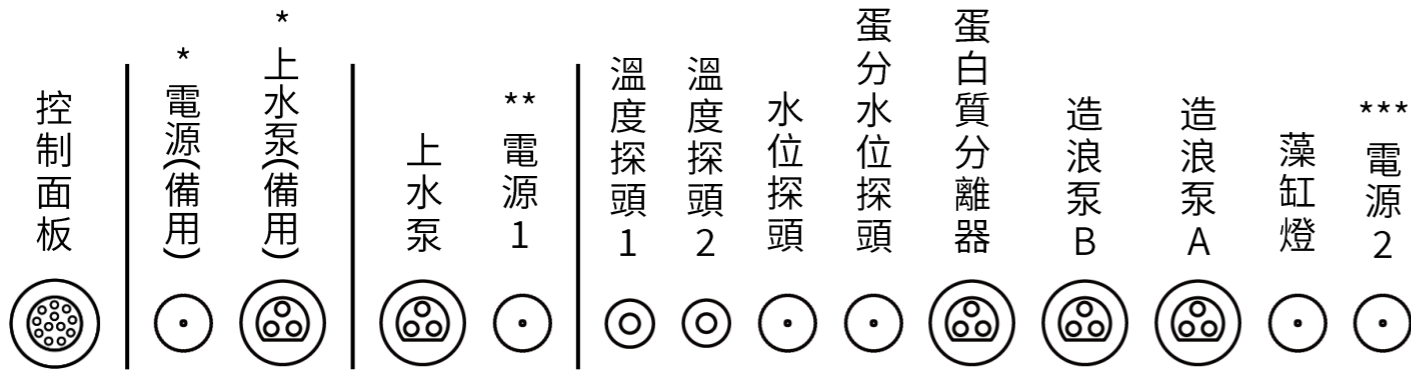 控制面板
*電源(備用)
*上水泵(備用)
上水泵
**電源1
溫度探頭1
溫度探頭2
水位探頭
蛋分水位探頭
蛋白質分離器
造浪泵B
造浪泵A
藻缸燈
***電源2